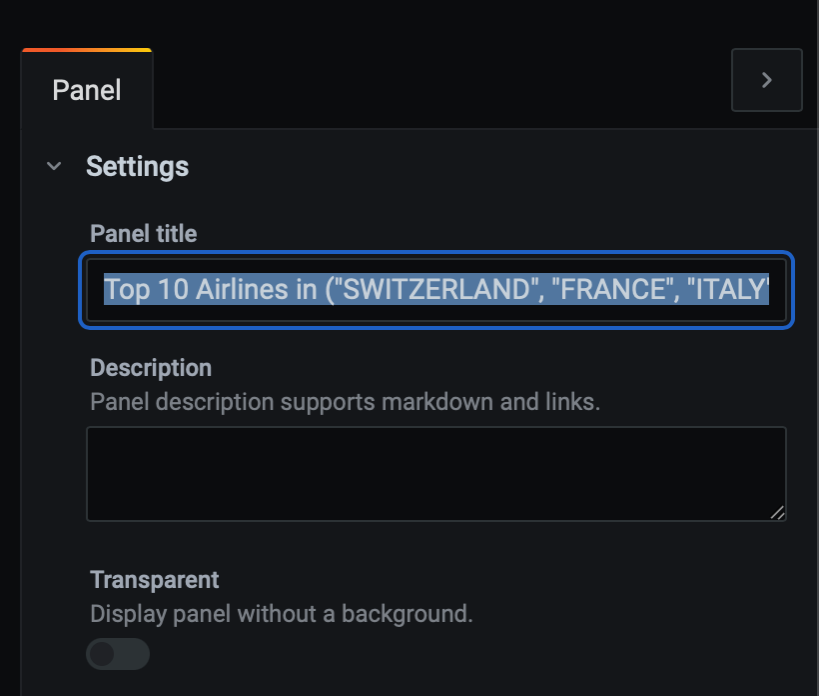 Panel
Settings
Panel title
Top 10 Airlines in ("SWITZERLAND", "FRANCE", "ITALY"
Description
Panel description supports markdown and links.
Transparent
Display panel without a background.